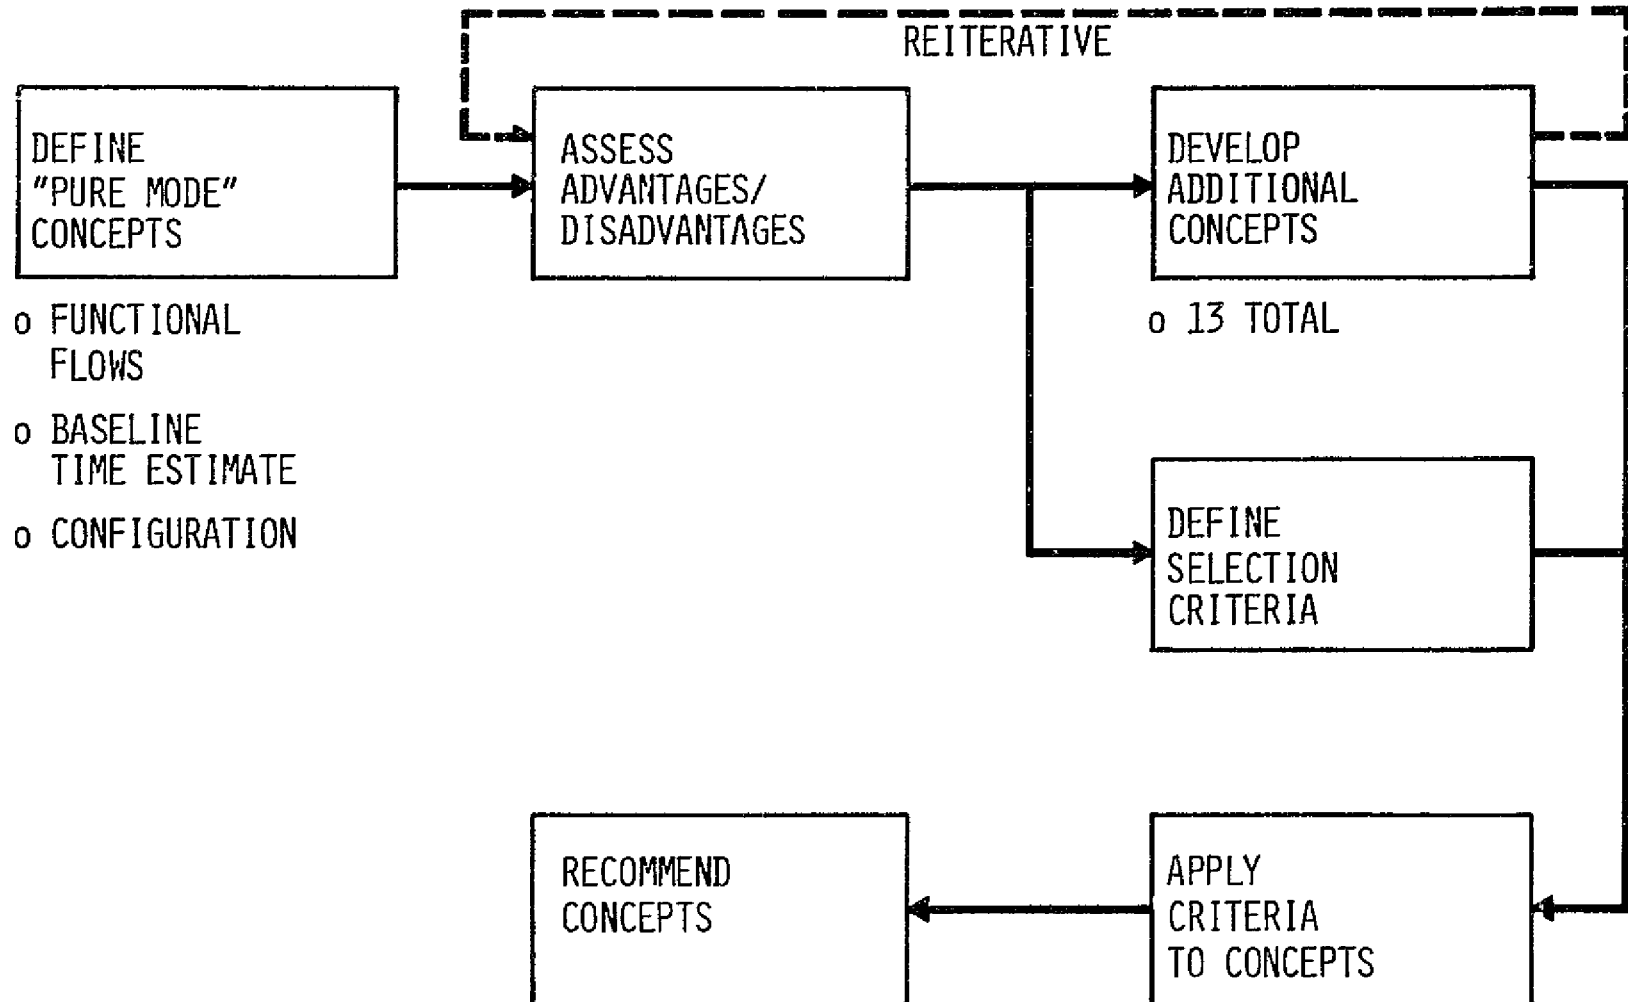 REITERATIVE
DEFINE
"PURE MODE"
CONCEPTS
ASSESS
ADVANTAGES/
DISADVANTAGES
DEVELOP
ADDITIONAL
CONCEPTS
o FUNCTIONAL
FLOWS
o BASELINE
TIME ESTIMATE
o CONFIGURATION
o 13 TOTAL
DEFINE
SELECTION
CRITERIA
RECOMMEND
CONCEPTS
APPLY
CRITERIA
TO CONCEPTS